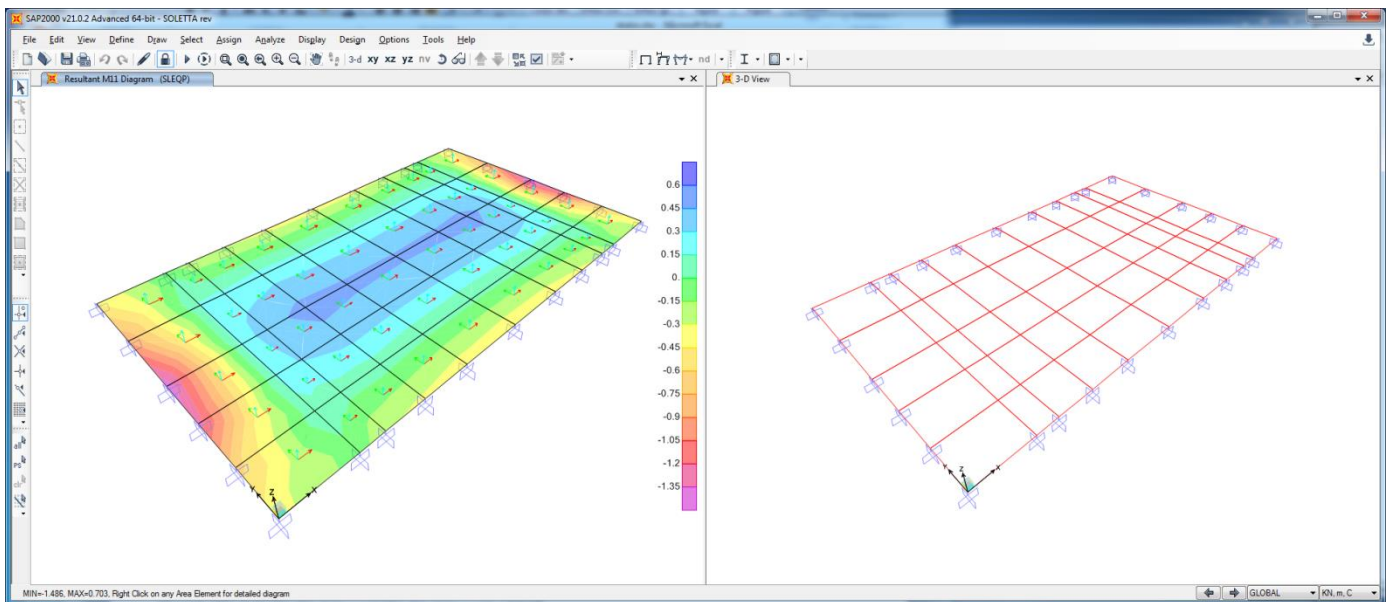 SAP2000 v21.0.2 Advanced 64-bit - SOLETTA rev
File Edit View Define Draw Select Assign Analyze Display Design Options Tools Help
3-d xy xz yz nv nd
Resultant M11 Diagram (SLEQP)
3-D View
0.6
0.45
0.3
0.15
0.
-0.15
-0.3
-0.45
-0.6
-0.75
-0.9
-1.05
-1.2
-1.35
Y Z X
Y Z X
MIN=-1.486, MAX=0.703, Right Click on any Area Element for detailed diagram
GLOBAL
KN, m, C